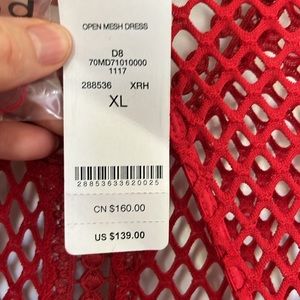 OPEN MESH DRESS
D8
70MD71010000
1117
288536 XRH
XL
28853633620025
CN $160.00
US $139.00